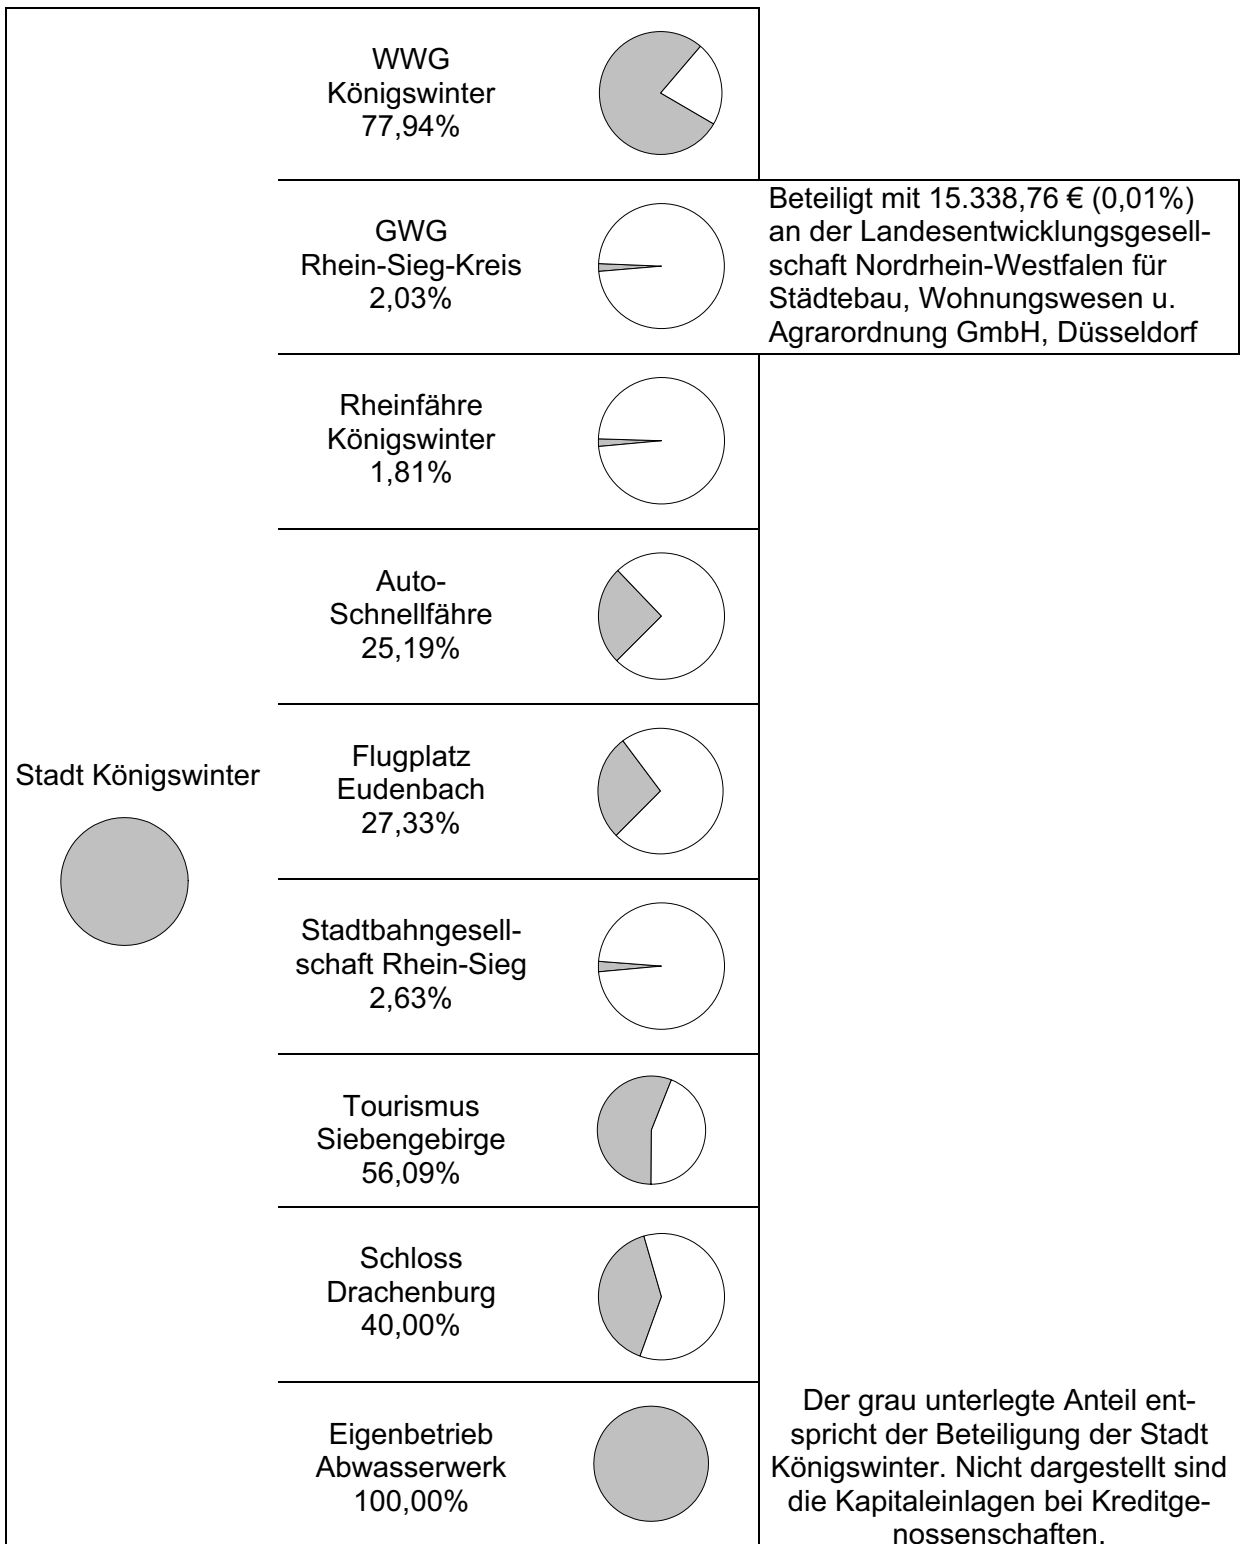 WWG
Königswinter
77,94%
GWG
Rhein-Sieg-Kreis
2,03%
Beteiligt mit 15.338,76 € (0,01%)
an der Landesentwicklungsgesell-
schaft Nordrhein-Westfalen für
Städtebau, Wohnungswesen u.
Agrarordnung GmbH, Düsseldorf
Rheinfähre
Königswinter
1,81%
Auto-
Schnellfähre
25,19%
Stadt Königswinter
Flugplatz
Eudenbach
27,33%
Stadtbahngesell-
schaft Rhein-Sieg
2,63%
Tourismus
Siebengebirge
56,09%
Schloss
Drachenburg
40,00%
Eigenbetrieb
Abwasserwerk
100,00%
Der grau unterlegte Anteil ent-
spricht der Beteiligung der Stadt
Königswinter. Nicht dargestellt sind
die Kapitaleinlagen bei Kreditge-
nossenschaften.